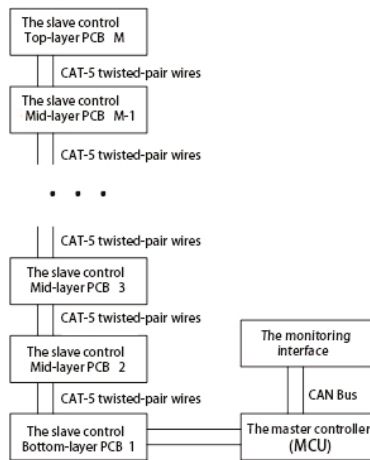 The slave control
Top-layer PCB M
CAT-5 twisted-pair wires
The slave control
Mid-layer PCB M-1
CAT-5 twisted-pair wires
CAT-5 twisted-pair wires
The slave control
Mid-layer PCB 3
CAT-5 twisted-pair wires
The slave control
Mid-layer PCB 2
CAT-5 twisted-pair wires
The slave control
Bottom-layer PCB 1
The monitoring
interface
CAN Bus
The master controller
(MCU)